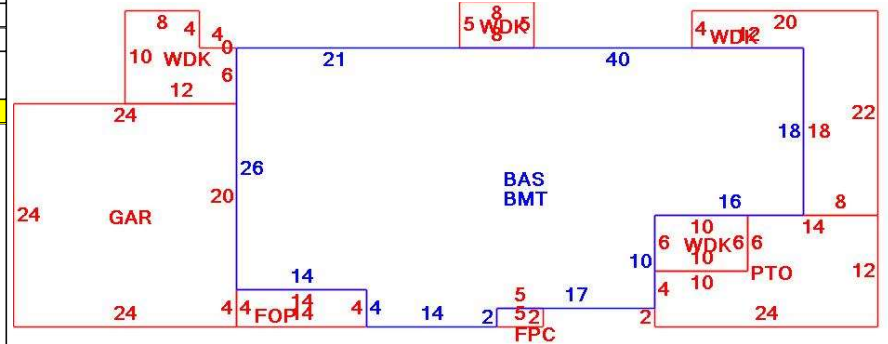 8
8 4 5 WDK 5 20
4 8 4 WDK 12
0
10 WDK 6 21 40
12
24 22
18 18
26 BAS
20 BMT
24 GAR 16 8
10 14
6 WDK 6 6
10 10 PTO 12
14 5 17 4 10
24 4 4 14 4 4 14 2 5 2 2 24
FOP 14
FPC